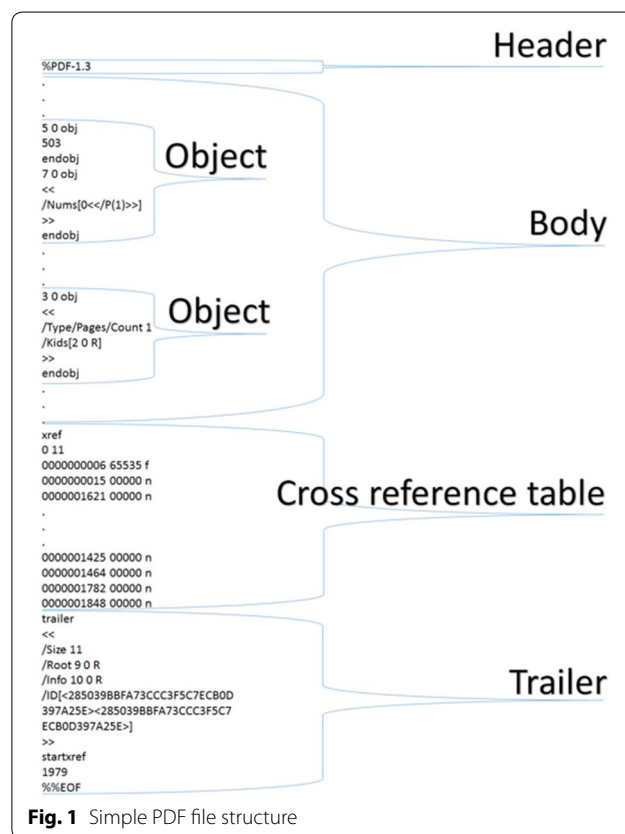 Header
%PDF-1.3
.
.
.
5 0 obj
503
endobj
7 0 obj
<<
/Nums[0<</P(1)>>]
>>
endobj
Object
Body
.
.
.
3 0 obj
<<
/Type/Pages/Count 1
/Kids[2 0 R]
>>
endobj
Object
.
.
.
xref
0 11
0000000006 65535 f
0000000015 00000 n
0000001621 00000 n
.
.
.
0000001425 00000 n
0000001464 00000 n
0000001782 00000 n
0000001848 00000 n
Cross reference table
trailer
<<
/Size 11
/Root 9 0 R
/Info 10 0 R
/ID[<285039BBFA73CCC3F5C7ECB0D
397A25E><285039BBFA73CCC3F5C7
ECB0D397A25E>]
>>
startxref
1979
%%EOF
Trailer
Fig. 1 Simple PDF file structure